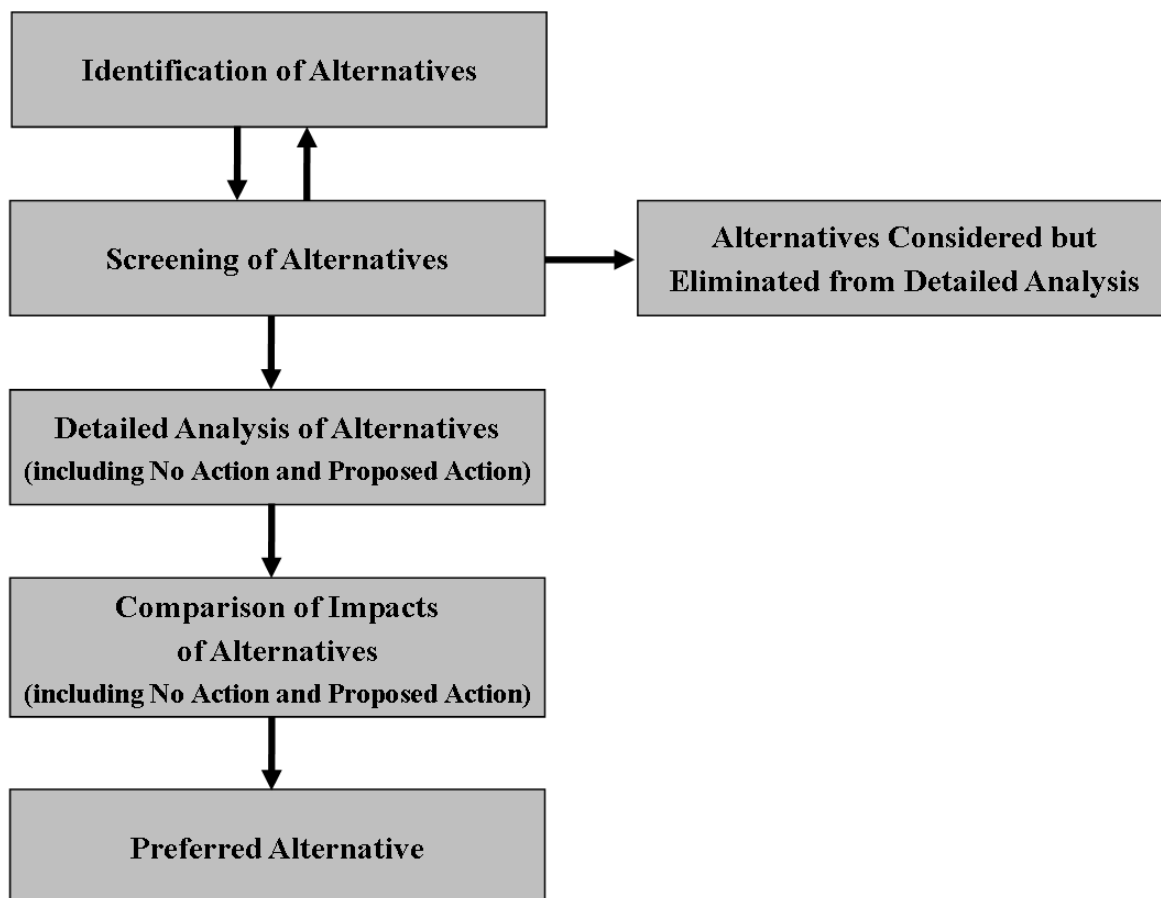 Identification of Alternatives
Screening of Alternatives
Alternatives Considered but
Eliminated from Detailed Analysis
Detailed Analysis of Alternatives
(including No Action and Proposed Action)
Comparison of Impacts
of Alternatives
(including No Action and Proposed Action)
Preferred Alternative